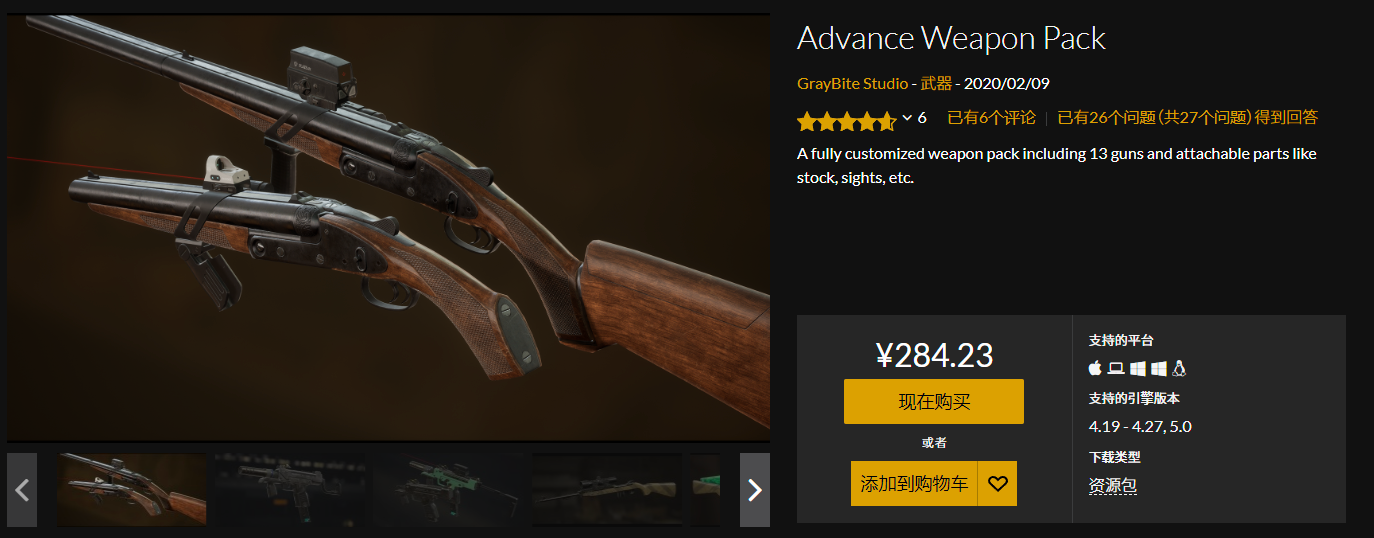 Advance Weapon Pack
GrayBite Studio - 武器 - 2020/02/09
6 已有6个评论 | 已有26个问题（共27个问题）得到回答
A fully customized weapon pack including 13 guns and attachable parts like
stock, sights, etc.
¥284.23
现在购买
或者
添加到购物车
支持的平台
支持的引擎版本
4.19 - 4.27, 5.0
下载类型
资源包